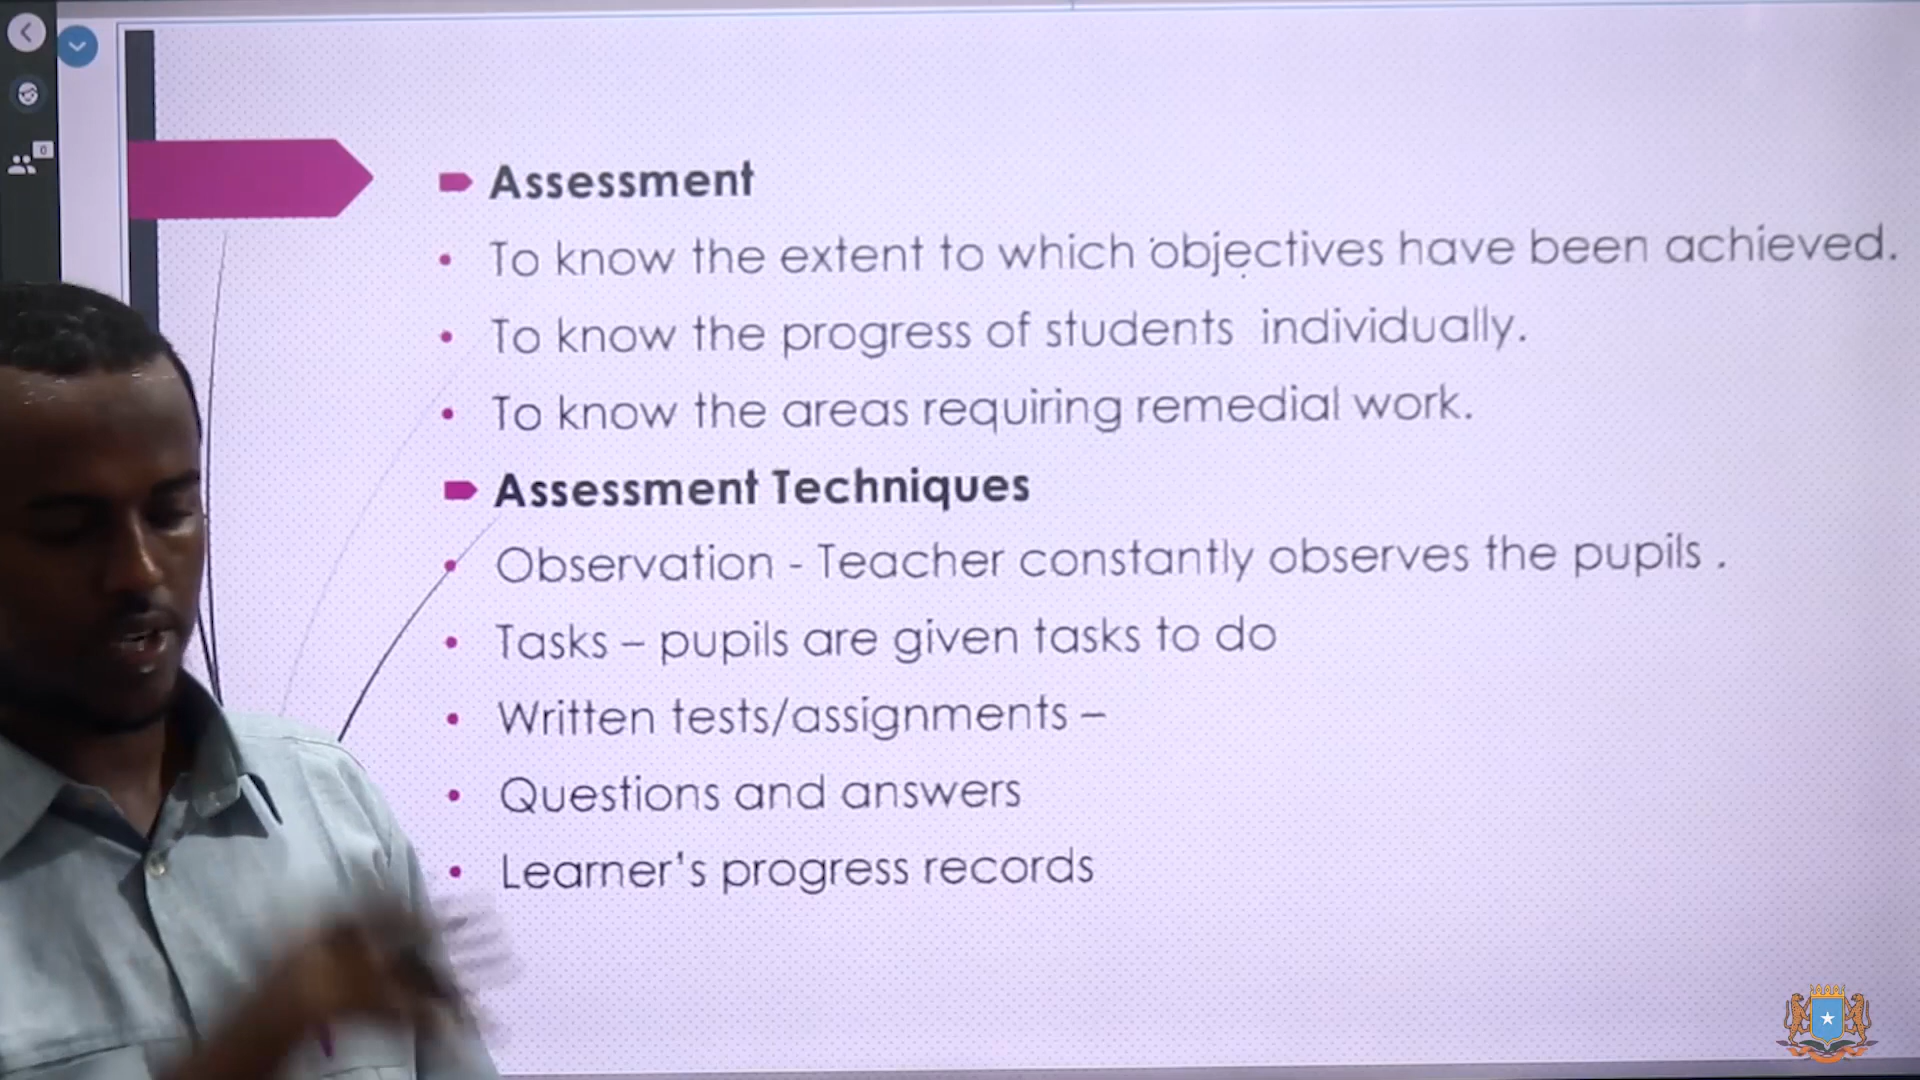 0
Assessment
• To know the extent to which objectives have been achieved.
• To know the progress of students individually.
• To know the areas requiring remedial work.
Assessment Techniques
• Observation - Teacher constantly observes the pupils .
• Tasks – pupils are given tasks to do
• Written tests/assignments –
• Questions and answers
• Learner's progress records